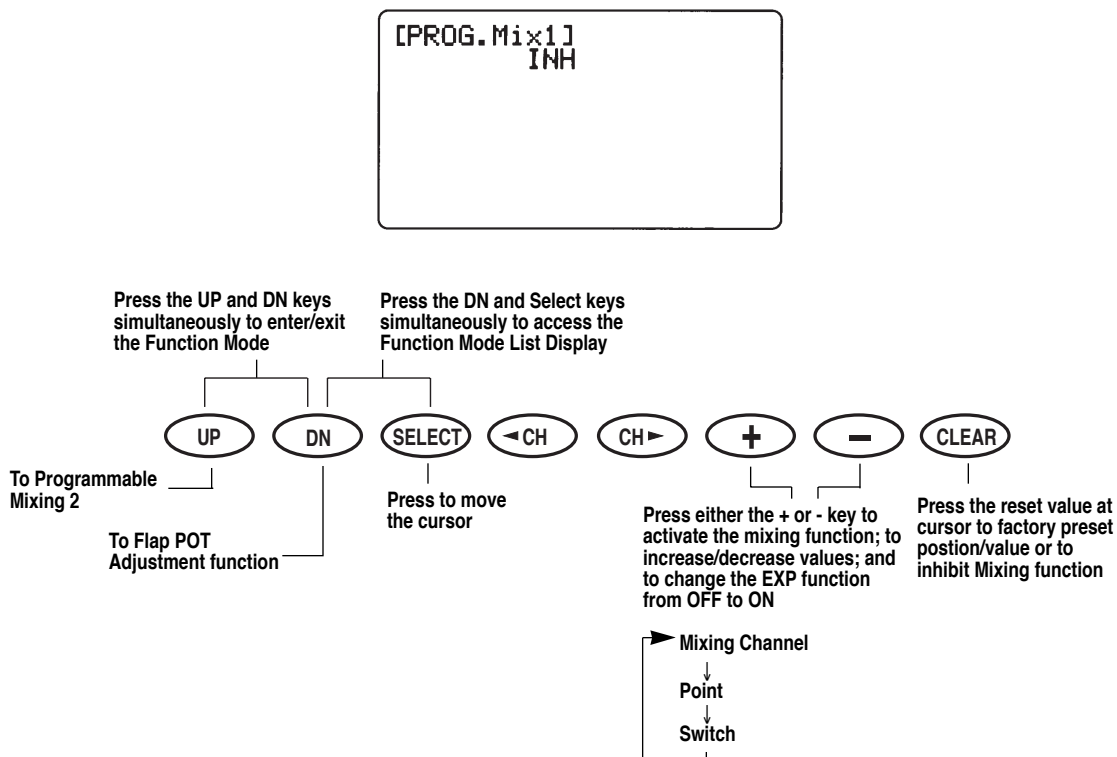 [PROG.Mix1]
INH
Press the UP and DN keys
simultaneously to enter/exit
the Function Mode
Press the DN and Select keys
simultaneously to access the
Function Mode List Display
UP
DN
SELECT
◄CH
CH►
+
−
CLEAR
To Programmable
Mixing 2
To Flap POT
Adjustment function
Press to move
the cursor
Press either the + or - key to
activate the mixing function; to
increase/decrease values; and
to change the EXP function
from OFF to ON
Press the reset value at
cursor to factory preset
postion/value or to
inhibit Mixing function
Mixing Channel
Point
Switch